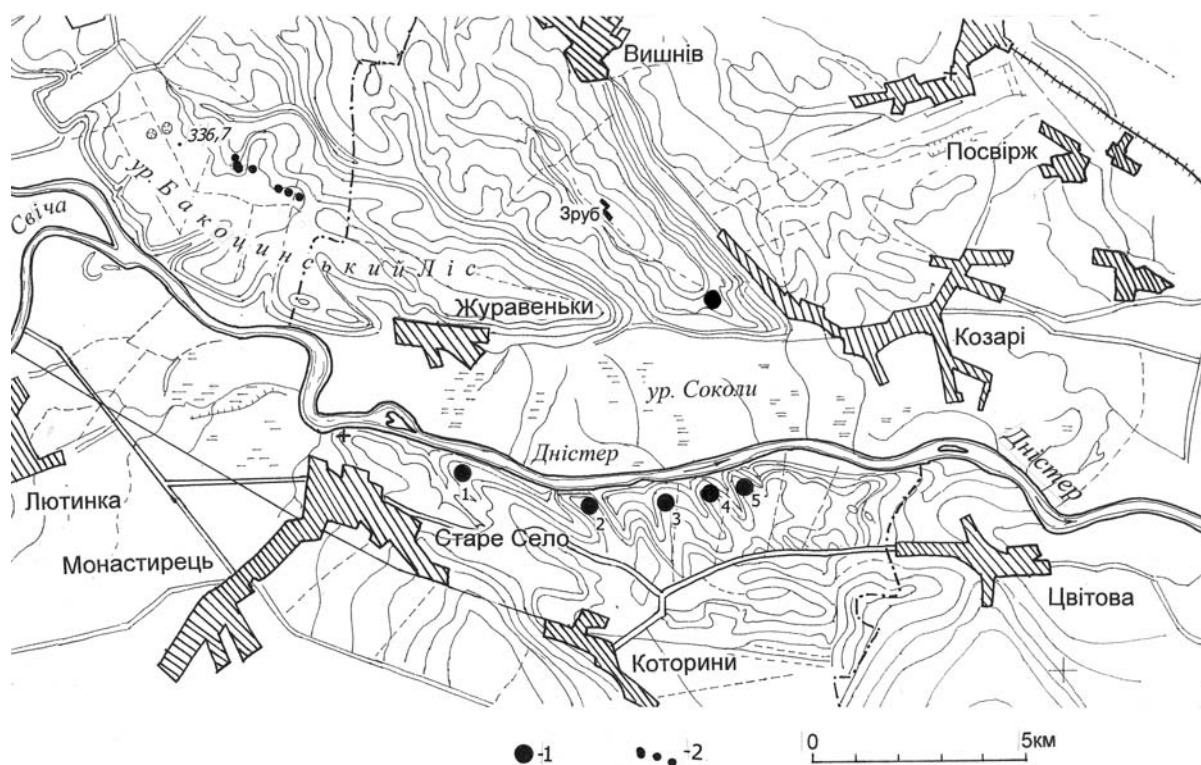 Вишнів
Посвірж
336,7
ур. Бакоцинський Ліс
Свіча
Зруб
Журавеньки
Козарі
ур. Соколи
Дністер
Дністер
Лютинка
1
2
3
4
5
Старе Село
Монастирець
Цвітова
Которини
-1
-2
0
5км